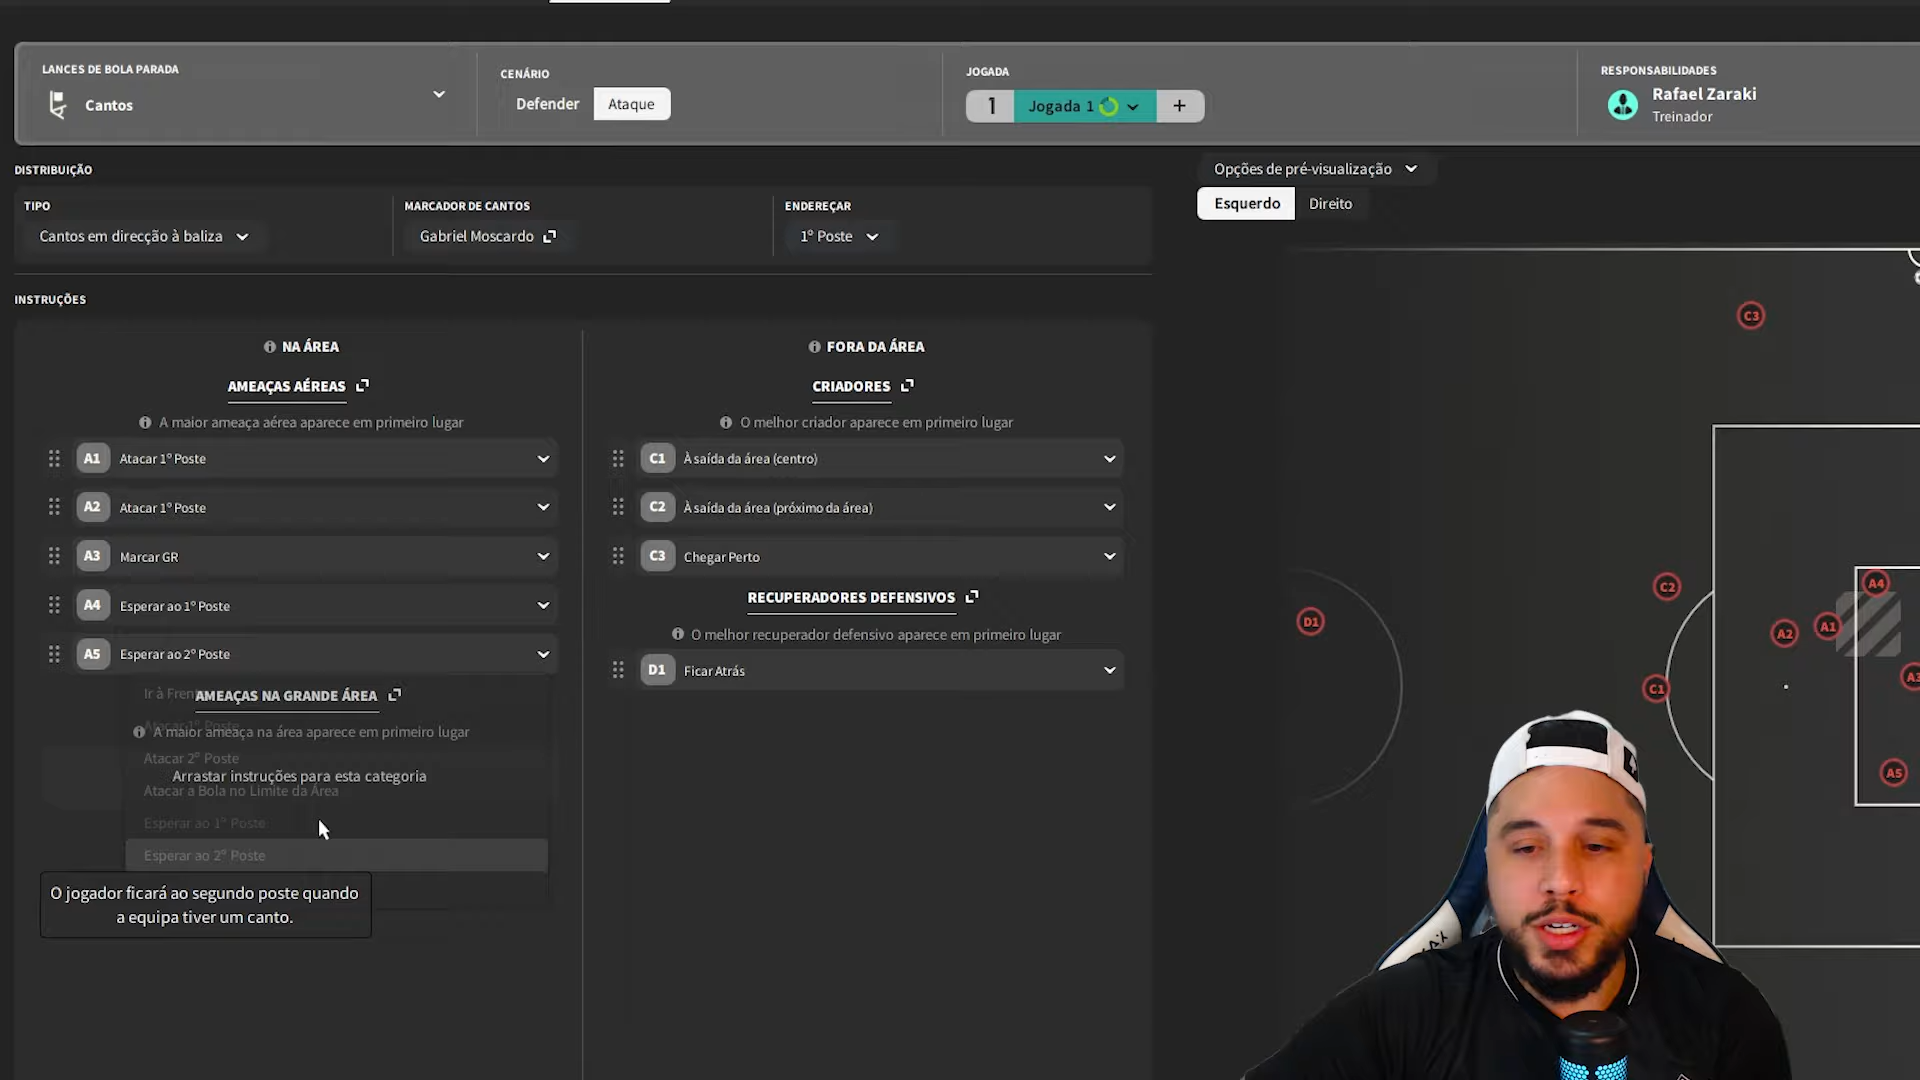 LANCES DE BOLA PARADA
Cantos
CENÁRIO
Defender
Ataque
JOGADA
1
Jogada 1
+
RESPONSABILIDADES
Rafael Zaraki
Treinador
DISTRIBUIÇÃO
TIPO
Cantos em direcção à baliza
MARCADOR DE CANTOS
Gabriel Moscardo
ENDEREÇAR
1º Poste
Opções de pré-visualização
Esquerdo
Direito
INSTRUÇÕES
NA ÁREA
AMEAÇAS AÉREAS
A maior ameaça aérea aparece em primeiro lugar
A1 Atacar 1º Poste
A2 Atacar 1º Poste
A3 Marcar GR
A4 Esperar ao 1º Poste
A5 Esperar ao 2º Poste
Ir à
AMEAÇAS NA GRANDE ÁREA
Atacar 1º Poste
A maior ameaça na área aparece em primeiro lugar
Atacar 2º Poste
Arrastar instruções para esta categoria
Atacar a Bola no Limite da Área
Esperar ao 1º Poste
Esperar ao 2º Poste
O jogador ficará ao segundo poste quando
a equipa tiver um canto.
FORA DA ÁREA
CRIADORES
O melhor criador aparece em primeiro lugar
C1 À saída da área (centro)
C2 À saída da área (próximo da área)
C3 Chegar Perto
RECUPERADORES DEFENSIVOS
O melhor recuperador defensivo aparece em primeiro lugar
D1 Ficar Atrás
C3
C2
A4
D1
A2
A1
A3
C1
A5